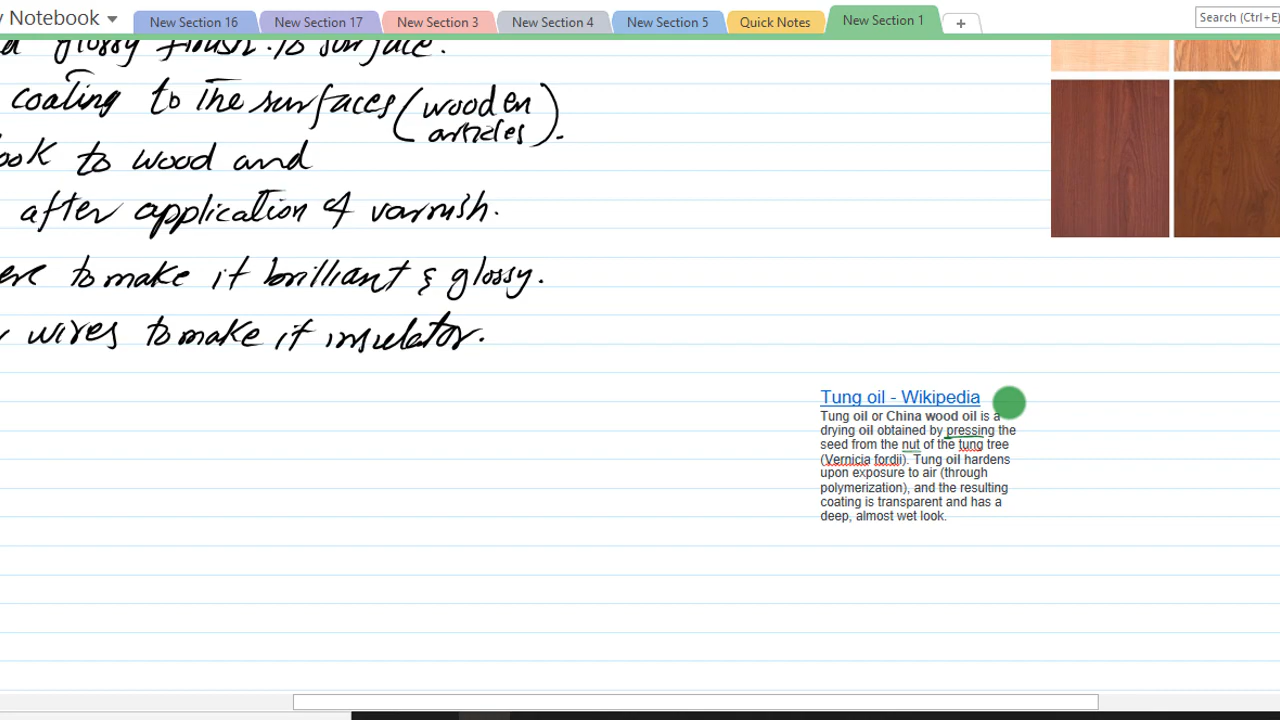 Notebook
New Section 16
New Section 17
New Section 3
New Section 4
New Section 5
Quick Notes
New Section 1
+
Search (Ctrl+E)
glossy finish to surface.
coating to the surfaces (wooden
articles).
ook to wood and
after application of varnish.
ere to make it brilliant & glossy.
wires to make it insulator.
Tung oil - Wikipedia
Tung oil or China wood oil is a
drying oil obtained by pressing the
seed from the nut of the tung tree
(Vernicia fordii). Tung oil hardens
upon exposure to air (through
polymerization), and the resulting
coating is transparent and has a
deep, almost wet look.